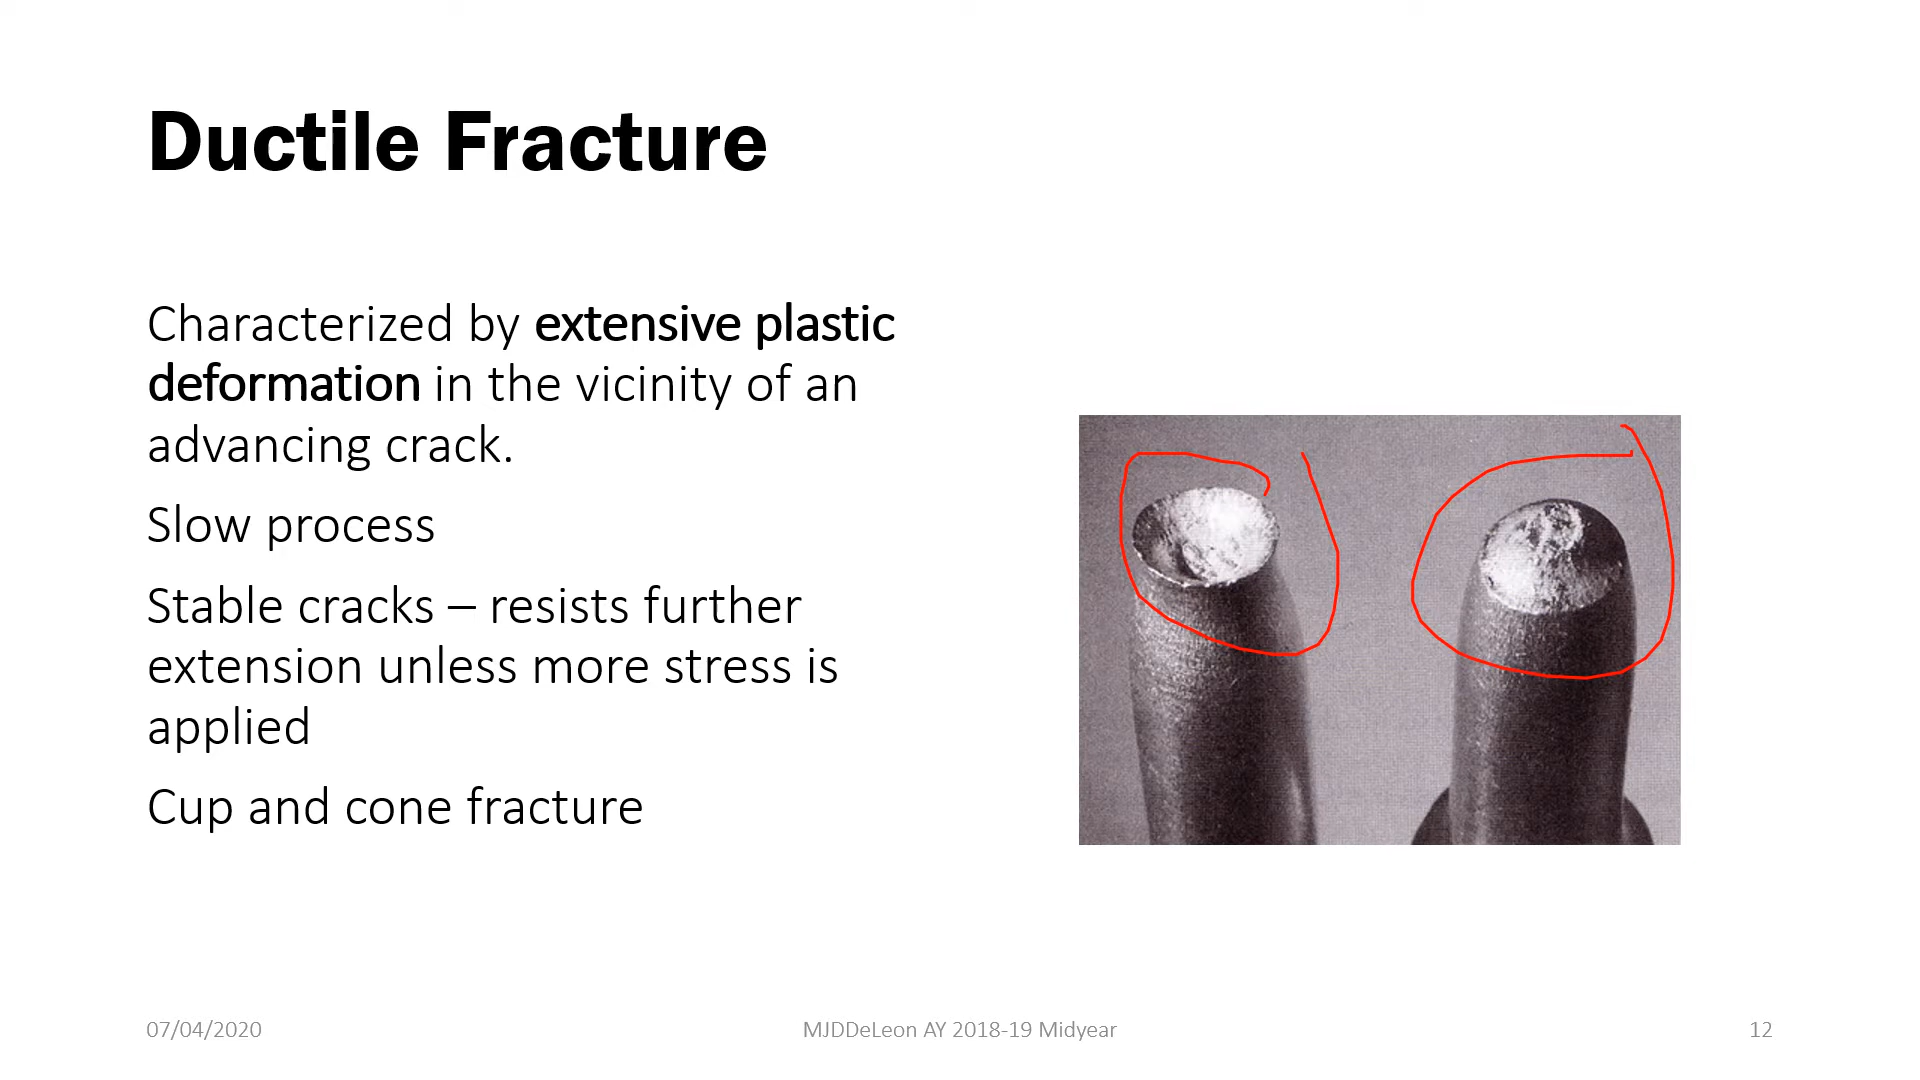 Ductile Fracture
Characterized by extensive plastic
deformation in the vicinity of an
advancing crack.
Slow process
Stable cracks – resists further
extension unless more stress is
applied
Cup and cone fracture
07/04/2020
MJDDeLeon AY 2018-19 Midyear
12